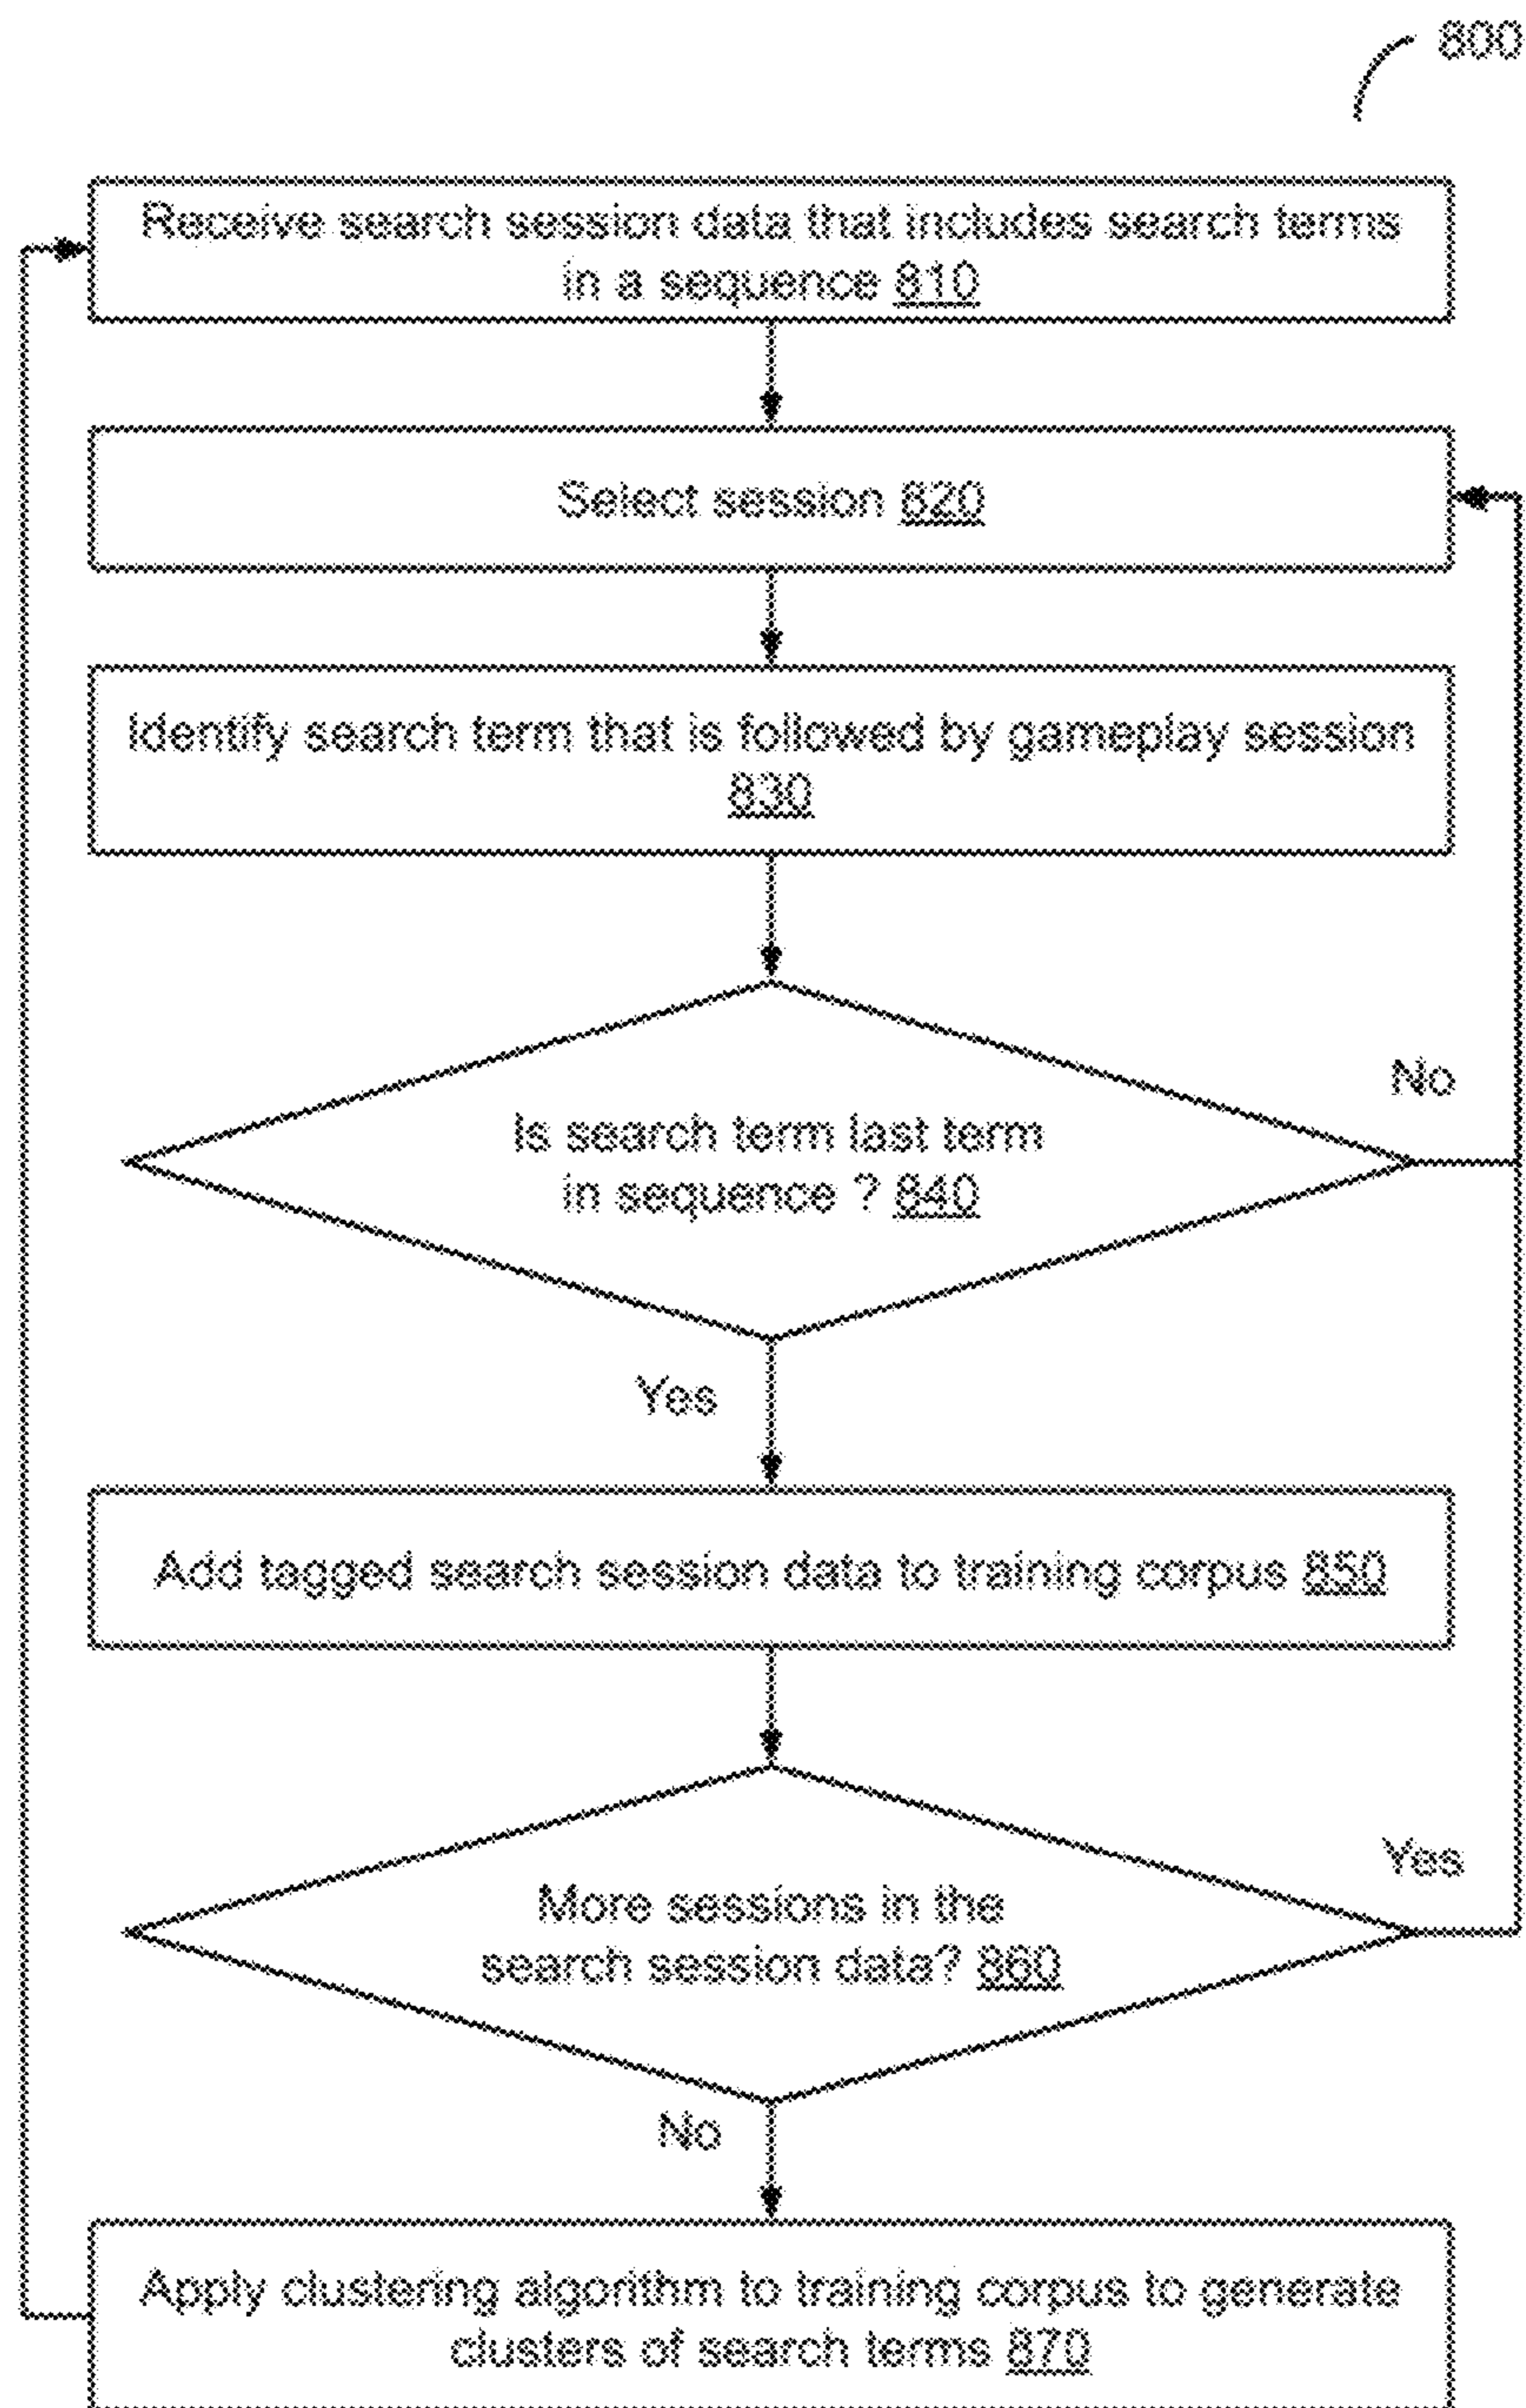 800
Receive search session data that includes search terms
in a sequence 810
Select session 820
Identify search term that is followed by gameplay session
830
No
Is search term last term
in sequence ? 840
Yes
Add tagged search session data to training corpus 850
Yes
More sessions in the
search session data? 860
No
Apply clustering algorithm to training corpus to generate
clusters of search terms 870